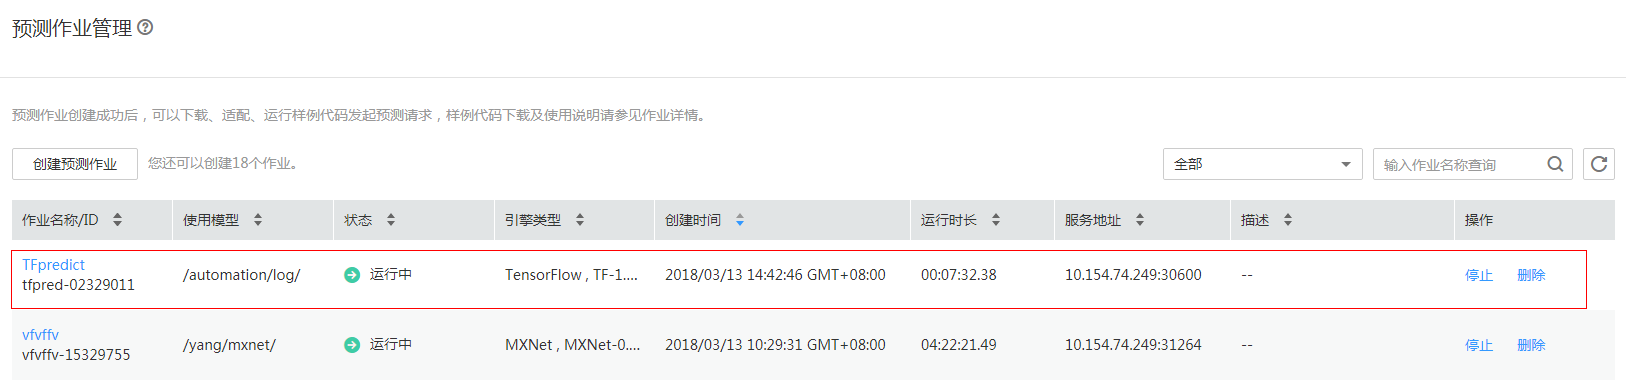 预测作业管理
预测作业创建成功后，可以下载、适配、运行样例代码发起预测请求，样例代码下载及使用说明请参见作业详情。
创建预测作业 您还可以创建18个作业。 全部 输入作业名称查询
作业名称/ID 使用模型 状态 引擎类型 创建时间 运行时长 服务地址 描述 操作
TFpredict
tfpred-02329011 /automation/log/ 运行中 TensorFlow , TF-1.... 2018/03/13 14:42:46 GMT+08:00 00:07:32.38 10.154.74.249:30600 -- 停止 删除
vfvffv
vfvffv-15329755 /yang/mxnet/ 运行中 MXNet , MXNet-0.... 2018/03/13 10:29:31 GMT+08:00 04:22:21.49 10.154.74.249:31264 -- 停止 删除